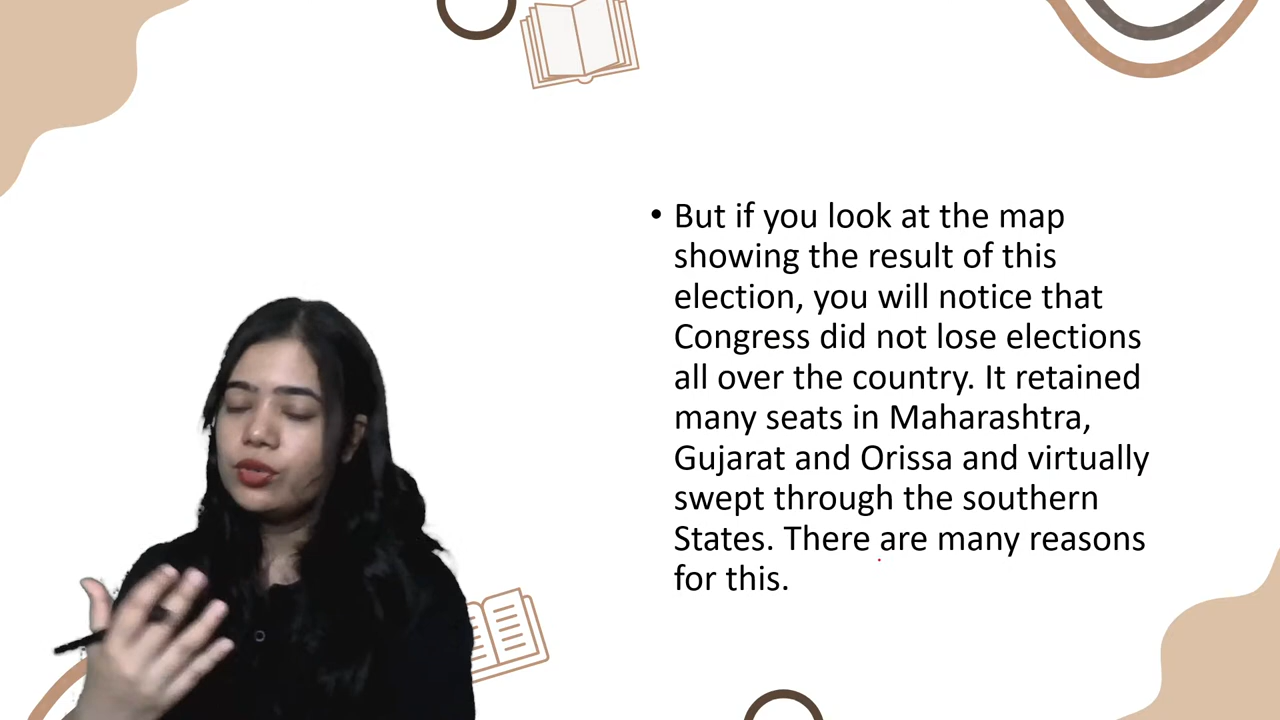 • But if you look at the map
showing the result of this
election, you will notice that
Congress did not lose elections
all over the country. It retained
many seats in Maharashtra,
Gujarat and Orissa and virtually
swept through the southern
States. There are many reasons
for this.